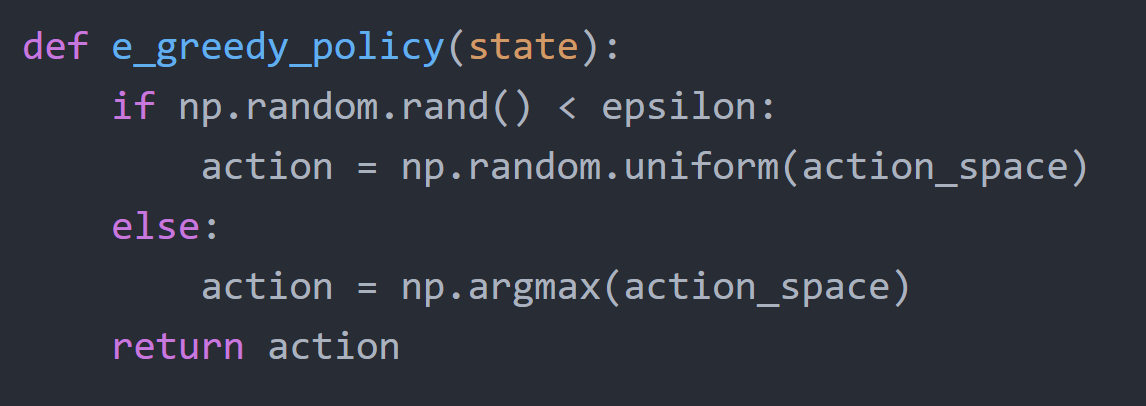 def e_greedy_policy(state):
    if np.random.rand() < epsilon:
        action = np.random.uniform(action_space)
    else:
        action = np.argmax(action_space)
    return action